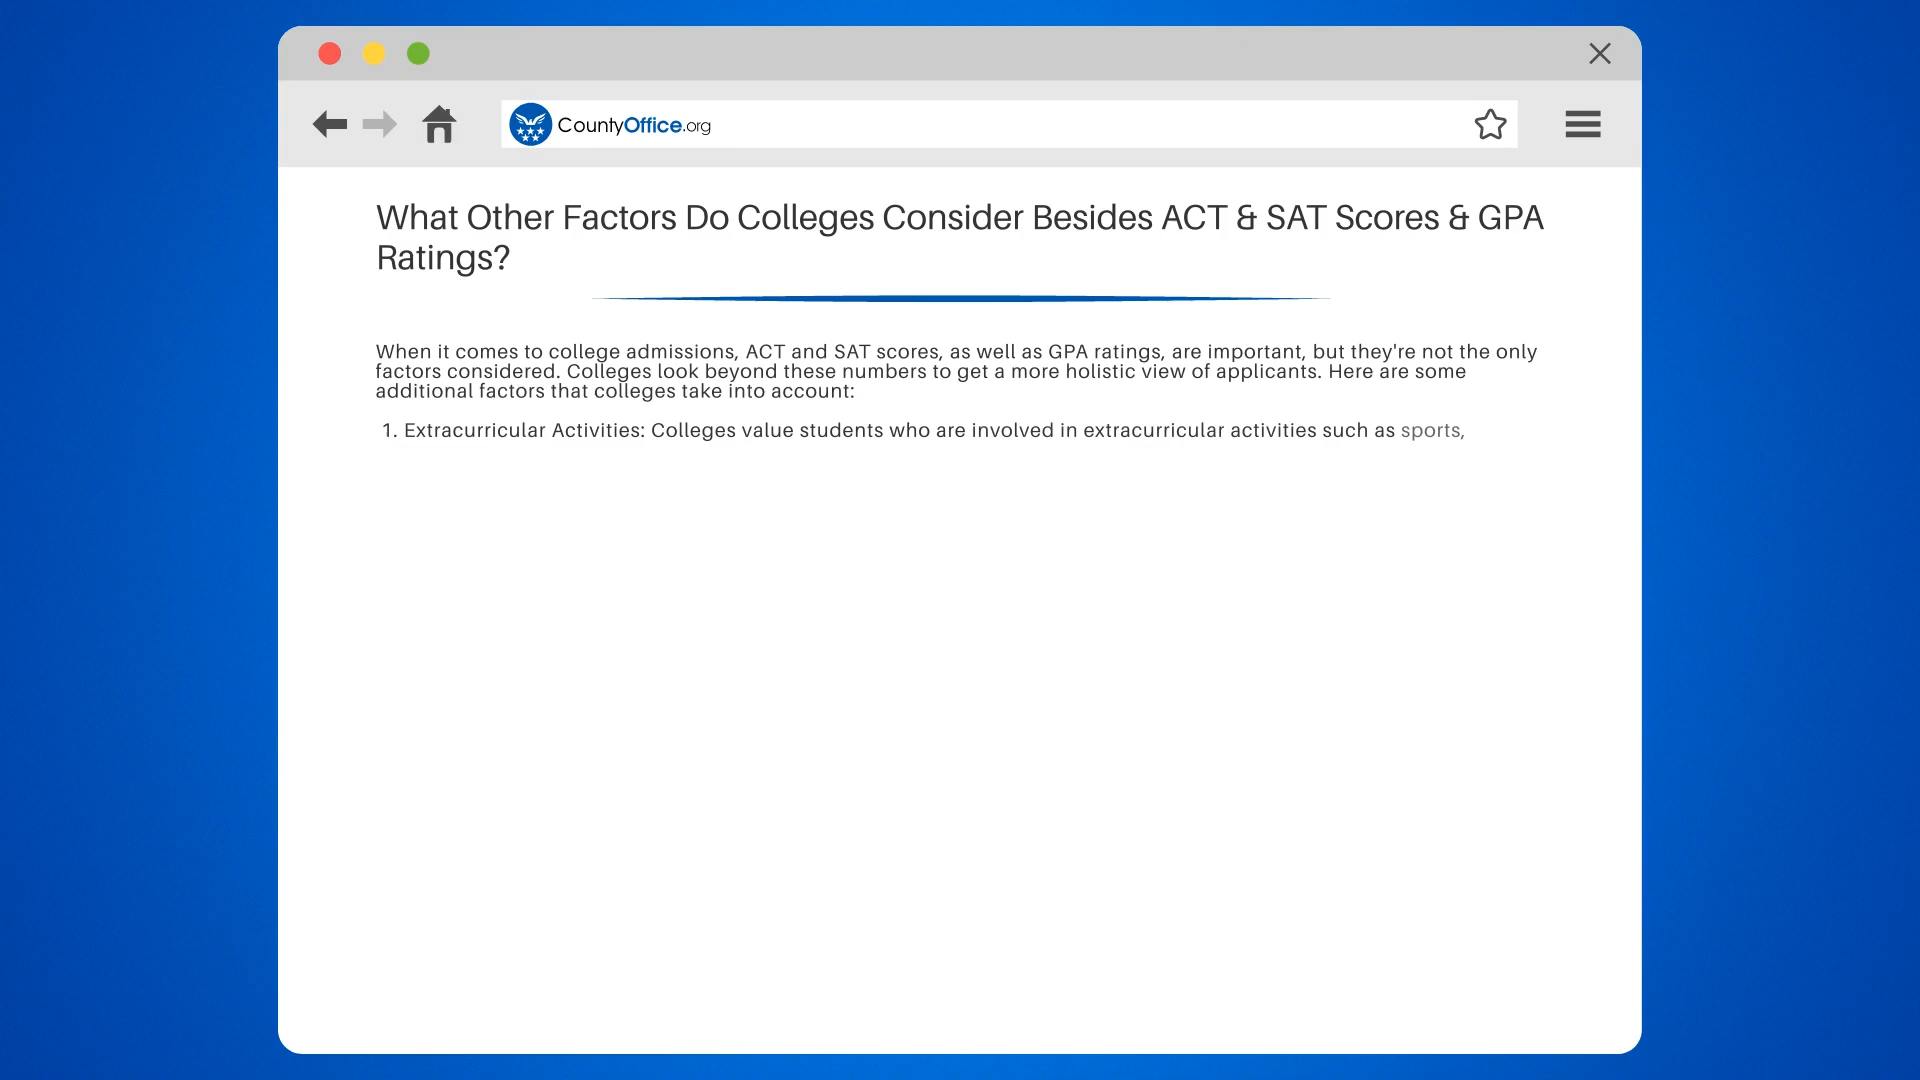 CountyOffice.org
What Other Factors Do Colleges Consider Besides ACT & SAT Scores & GPA
Ratings?
When it comes to college admissions, ACT and SAT scores, as well as GPA ratings, are important, but they're not the only
factors considered. Colleges look beyond these numbers to get a more holistic view of applicants. Here are some
additional factors that colleges take into account:
1. Extracurricular Activities: Colleges value students who are involved in extracurricular activities such as sports,